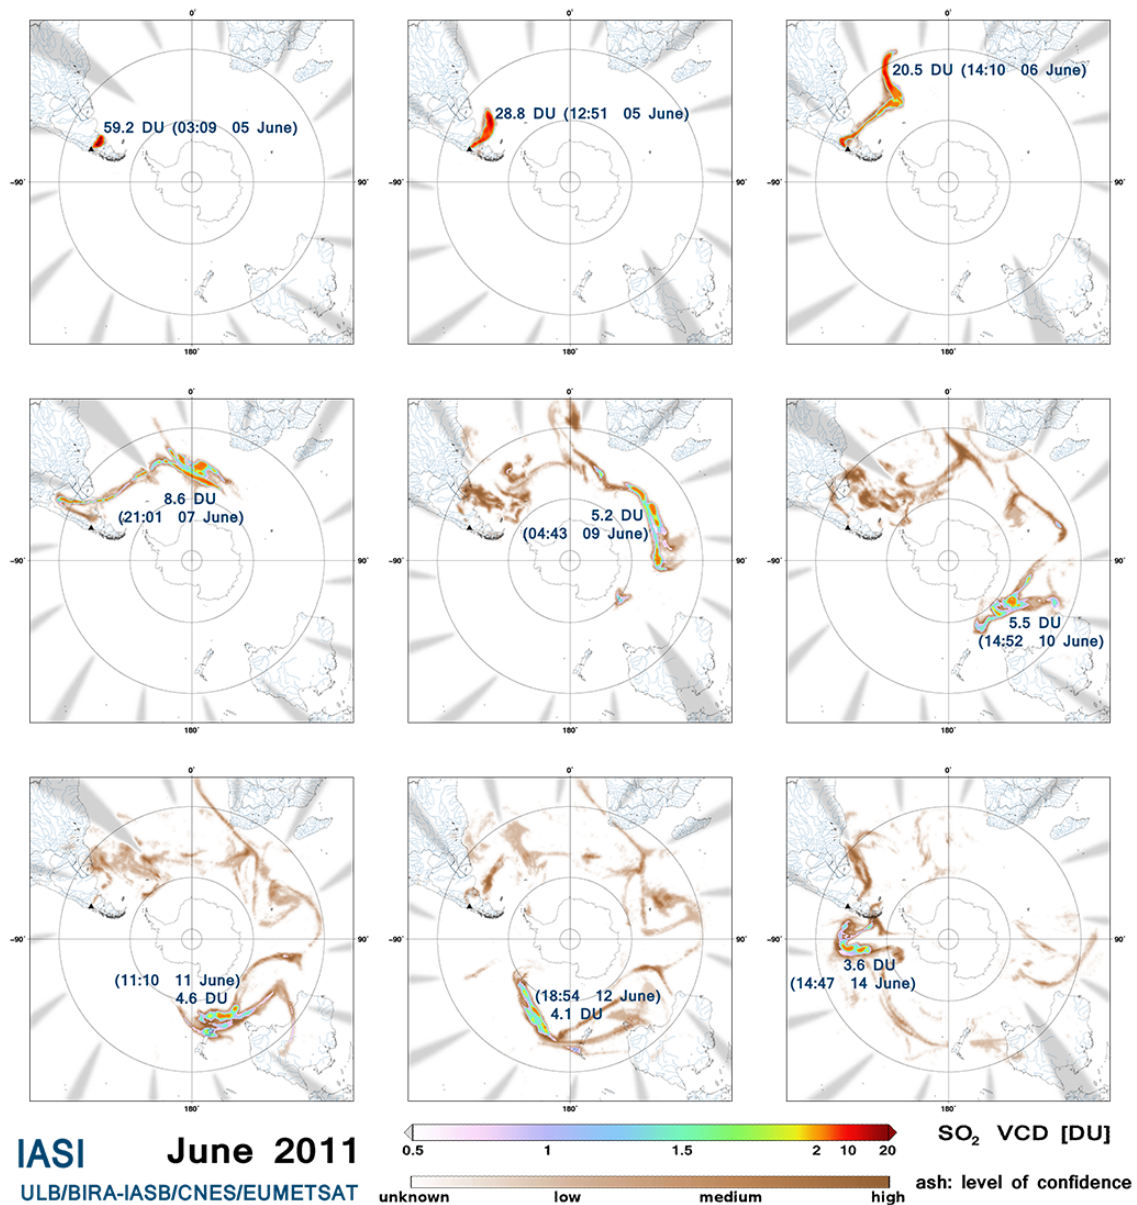 0°
0°
0°
59.2 DU (03:09 05 June)
28.8 DU (12:51 05 June)
20.5 DU (14:10 06 June)
-90°
90°
-90°
90°
-90°
90°
180°
180°
180°
0°
0°
0°
8.6 DU
(21:01 07 June)
5.2 DU
(04:43 09 June)
5.5 DU
(14:52 10 June)
-90°
90°
-90°
90°
-90°
90°
180°
180°
180°
0°
0°
0°
(11:10 11 June)
4.6 DU
(18:54 12 June)
4.1 DU
3.6 DU
(14:47 14 June)
-90°
90°
-90°
90°
-90°
90°
180°
180°
180°
IASI June 2011
ULB/BIRA-IASB/CNES/EUMETSAT
0.5 1 1.5 2 10 20
SO₂ VCD [DU]
unknown low medium high
ash: level of confidence